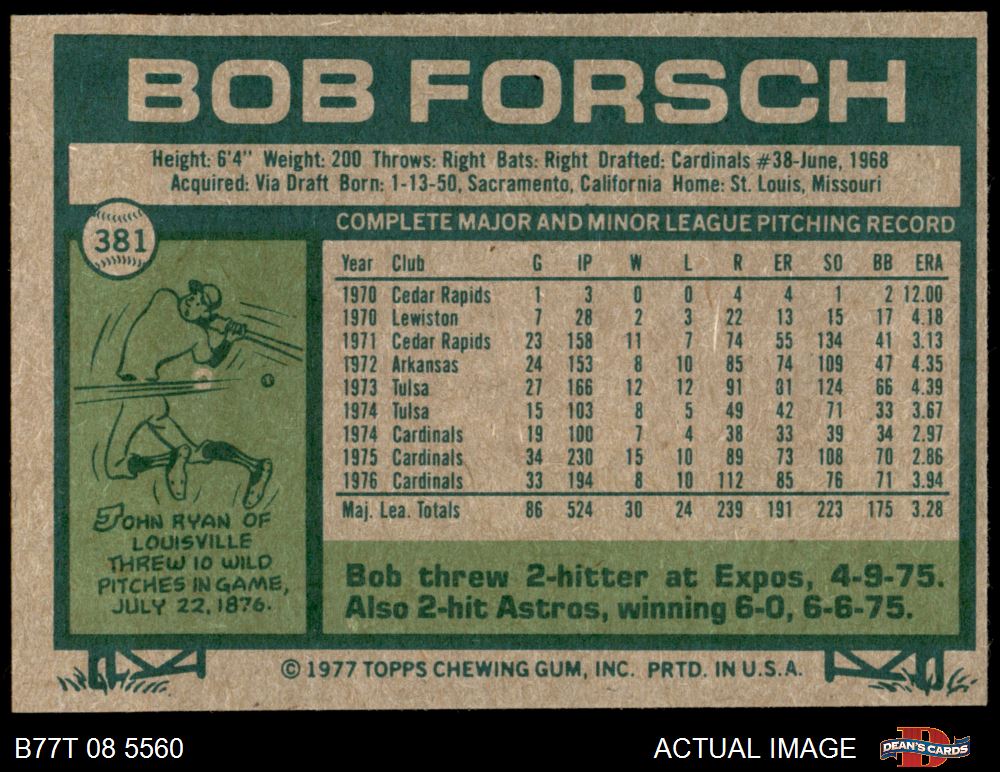 BOB FORSCH
Height: 6'4" Weight: 200 Throws: Right Bats: Right Drafted: Cardinals #38-June, 1968
Acquired: Via Draft Born: 1-13-50, Sacramento, California Home: St. Louis, Missouri
381
COMPLETE MAJOR AND MINOR LEAGUE PITCHING RECORD
Year Club G IP W L R ER SO BB ERA
1970 Cedar Rapids 1 3 0 0 4 4 1 2 12.00
1970 Lewiston 7 28 2 3 22 13 15 17 4.18
1971 Cedar Rapids 23 158 11 7 74 55 134 41 3.13
1972 Arkansas 24 153 8 10 85 74 109 47 4.35
1973 Tulsa 27 166 12 12 91 81 124 66 4.39
1974 Tulsa 15 103 8 5 49 42 71 33 3.67
1974 Cardinals 19 100 7 4 38 33 39 34 2.97
1975 Cardinals 34 230 15 10 89 73 108 70 2.86
1976 Cardinals 33 194 8 10 112 85 76 71 3.94
Maj. Lea. Totals 86 524 30 24 239 191 223 175 3.28
JOHN RYAN OF
LOUISVILLE
THREW 10 WILD
PITCHES IN GAME,
JULY 22, 1876.
Bob threw 2-hitter at Expos, 4-9-75.
Also 2-hit Astros, winning 6-0, 6-6-75.
© 1977 TOPPS CHEWING GUM, INC. PRTD. IN U.S.A.
B77T 08 5560
ACTUAL IMAGE
D
DEAN'S CARDS